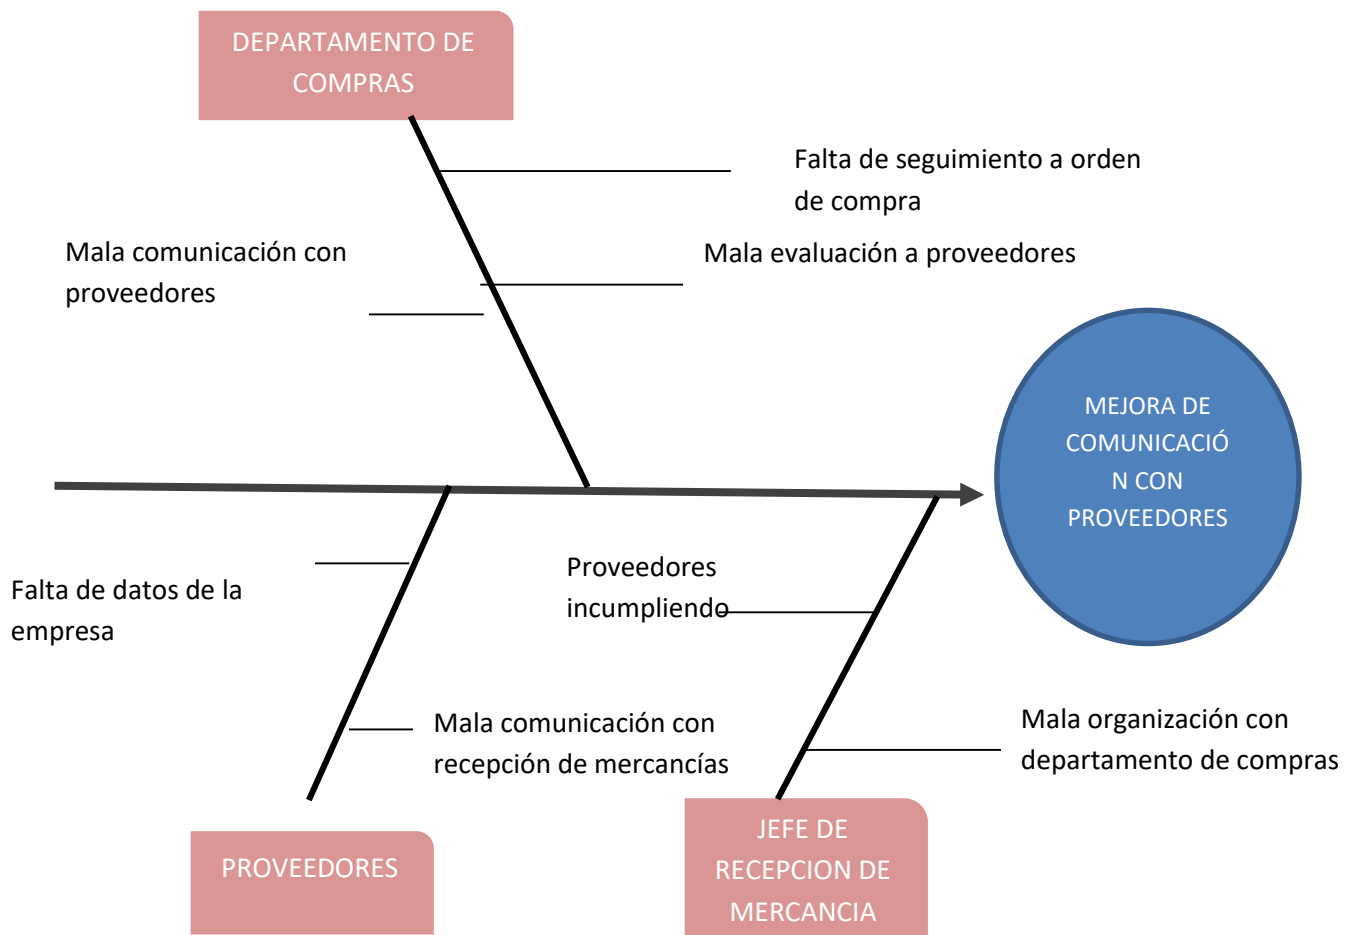 DEPARTAMENTO DE
COMPRAS
Falta de seguimiento a orden
de compra
Mala comunicación con
proveedores
Mala evaluación a proveedores
MEJORA DE
COMUNICACIÓ
N CON
PROVEEDORES
Falta de datos de la
empresa
Proveedores
incumpliendo
Mala comunicación con
recepción de mercancías
Mala organización con
departamento de compras
PROVEEDORES
JEFE DE
RECEPCION DE
MERCANCIA